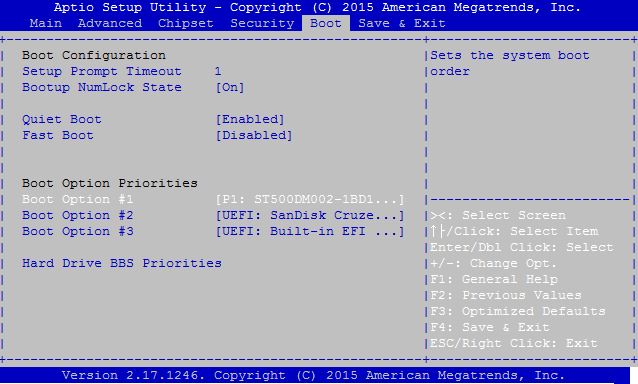 Aptio Setup Utility - Copyright (C) 2015 American Megatrends, Inc.
Main Advanced Chipset Security Boot Save & Exit
Boot Configuration
Setup Prompt Timeout 1
Bootup NumLock State [On]
Quiet Boot [Enabled]
Fast Boot [Disabled]
Boot Option Priorities
Boot Option #1 [P1: ST500DM002-1BD1...]
Boot Option #2 [UEFI: SanDisk Cruze...]
Boot Option #3 [UEFI: Built-in EFI ...]
Hard Drive BBS Priorities
Sets the system boot
order
><: Select Screen
↑├/Click: Select Item
Enter/Dbl Click: Select
+/-: Change Opt.
F1: General Help
F2: Previous Values
F3: Optimized Defaults
F4: Save & Exit
ESC/Right Click: Exit
Version 2.17.1246. Copyright (C) 2015 American Megatrends, Inc.